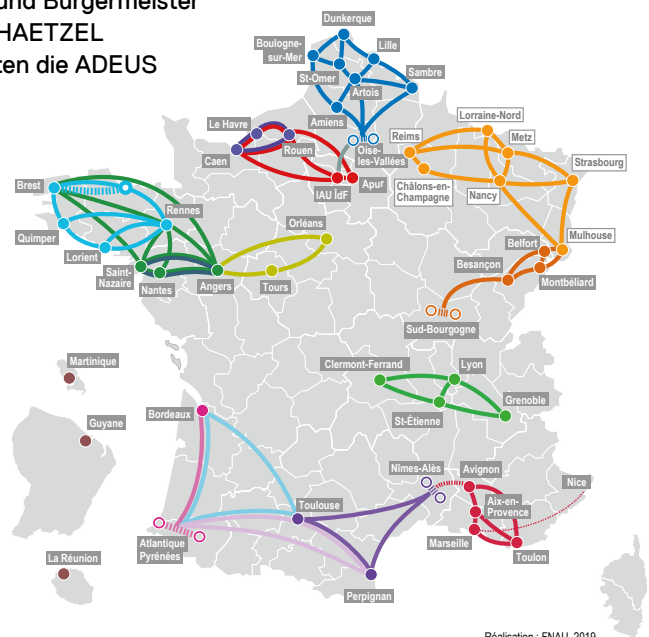 und Bürgermeister
HAETZEL
ten die ADEUS
Dunkerque
Boulogne-
sur-Mer
Lille
St-Omer
Artois
Sambre
Amiens
Oise-
les-Vallées
Le Havre
Caen
Rouen
IAU ÎdF
Apur
Lorraine-Nord
Reims
Metz
Strasbourg
Châlons-en-
Champagne
Nancy
Mulhouse
Belfort
Besançon
Montbéliard
Sud-Bourgogne
Brest
Rennes
Quimper
Lorient
Saint-
Nazaire
Nantes
Angers
Orléans
Tours
Martinique
Guyane
La Réunion
Clermont-Ferrand
Lyon
St-Étienne
Grenoble
Bordeaux
Atlantique
Pyrénées
Toulouse
Perpignan
Nîmes-Alès
Avignon
Aix-en-
Provence
Marseille
Toulon
Nice
Réalisation : FNAU, 2019